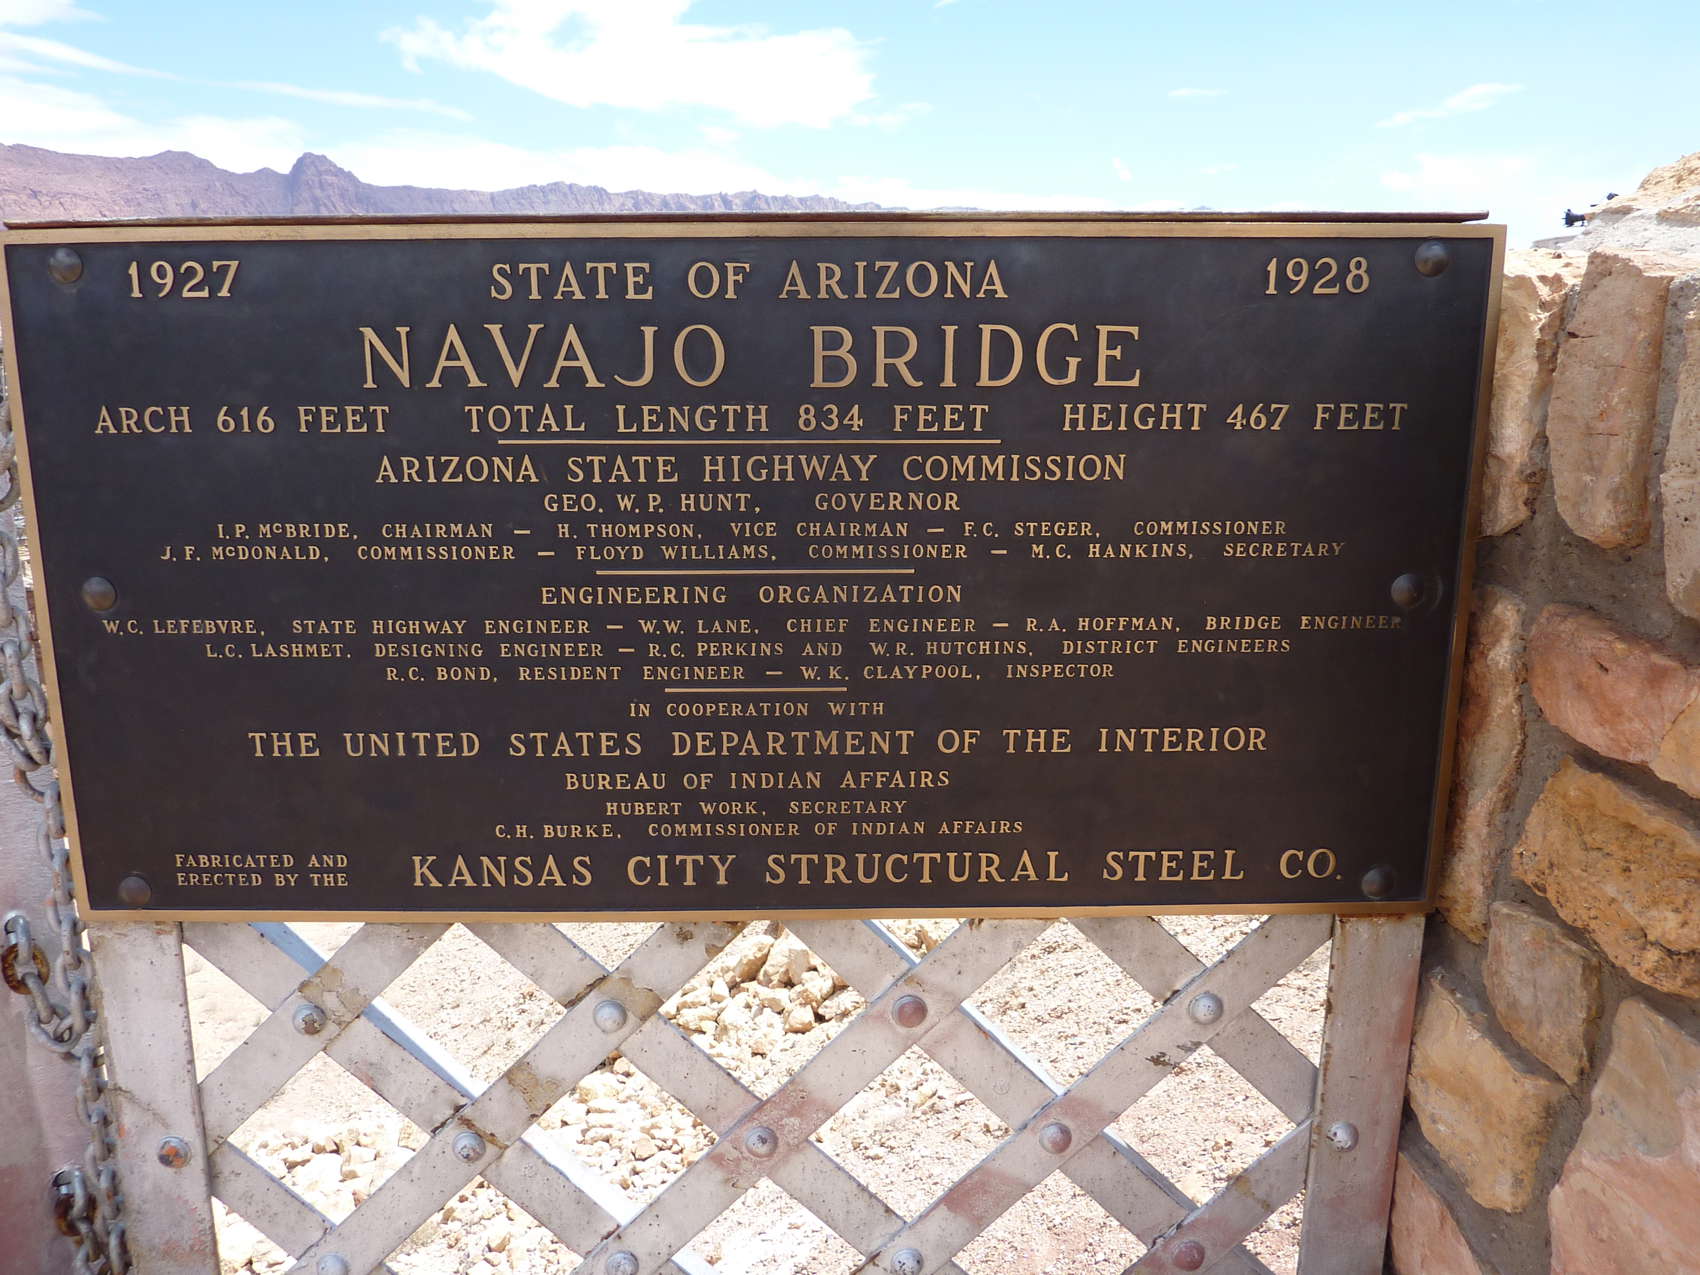 1927 STATE OF ARIZONA 1928
NAVAJO BRIDGE
ARCH 616 FEET TOTAL LENGTH 834 FEET HEIGHT 467 FEET
ARIZONA STATE HIGHWAY COMMISSION
GEO. W. P. HUNT, GOVERNOR
I. P. McBRIDE, CHAIRMAN — H. THOMPSON, VICE CHAIRMAN — F. C. STEGER, COMMISSIONER
J. F. McDONALD, COMMISSIONER — FLOYD WILLIAMS, COMMISSIONER — M. C. HANKINS, SECRETARY
ENGINEERING ORGANIZATION
W. C. LEFEBVRE, STATE HIGHWAY ENGINEER — W. W. LANE, CHIEF ENGINEER — R. A. HOFFMAN, BRIDGE ENGINEER
L. C. LASHMET. DESIGNING ENGINEER — R. C. PERKINS AND W. R. HUTCHINS, DISTRICT ENGINEERS
R. C. BOND, RESIDENT ENGINEER — W. K. CLAYPOOL, INSPECTOR
IN COOPERATION WITH
THE UNITED STATES DEPARTMENT OF THE INTERIOR
BUREAU OF INDIAN AFFAIRS
HUBERT WORK, SECRETARY
C. H. BURKE, COMMISSIONER OF INDIAN AFFAIRS
FABRICATED AND
ERECTED BY THE
KANSAS CITY STRUCTURAL STEEL CO.